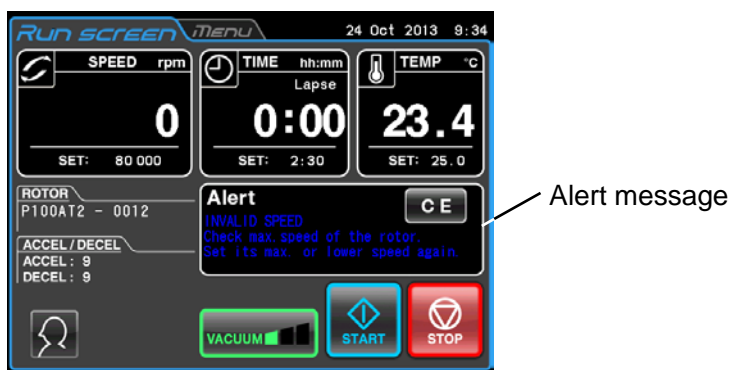 Run screen Menu 24 Oct 2013 9:34
SPEED rpm
0
SET: 80 000
TIME hh:mm
Lapse
0:00
SET: 2:30
TEMP °C
23.4
SET: 25.0
ROTOR
P100AT2 - 0012
ACCEL/DECEL
ACCEL: 9
DECEL: 9
Alert
CE
INVALID SPEED
Check max. speed of the rotor.
Set its max. or lower speed again.
Alert message
VACUUM
START
STOP